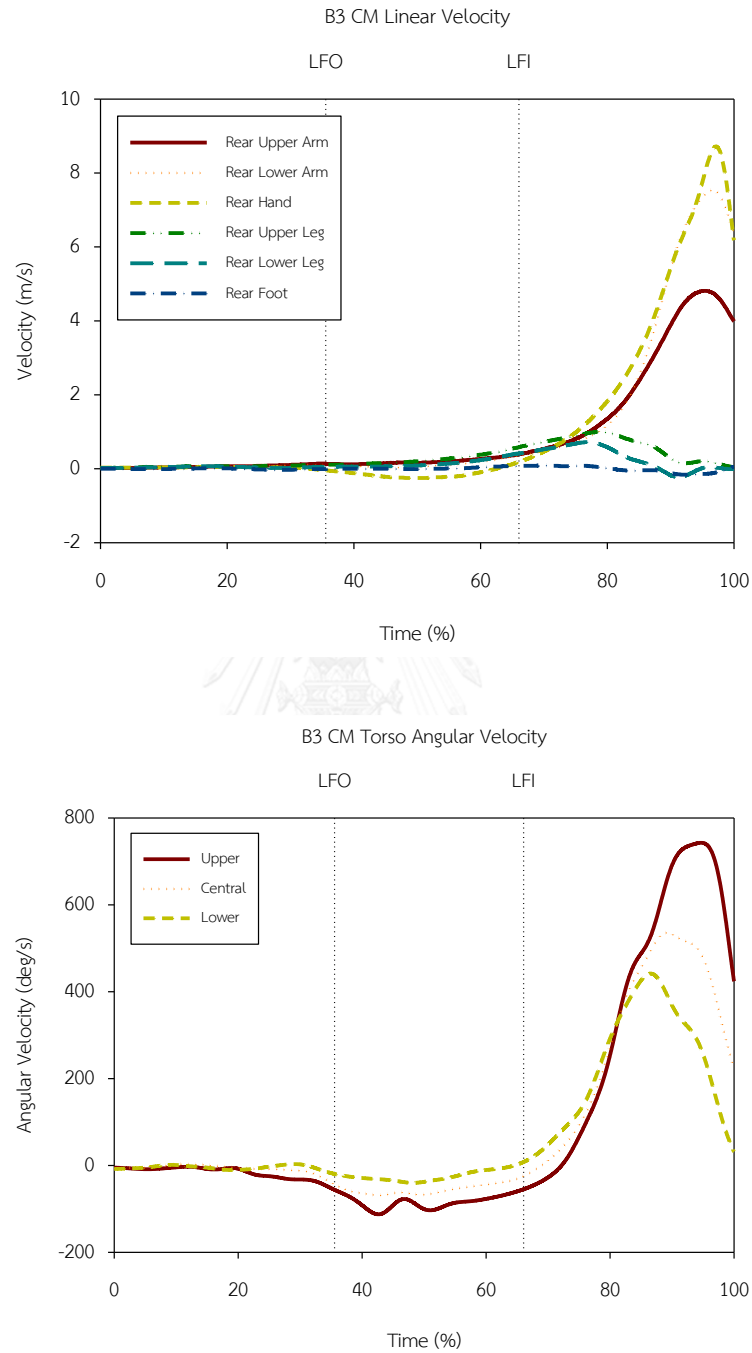 B3 CM Linear Velocity
LFO LFI
10
8
6
4
2
0
-2
Velocity (m/s)
Rear Upper Arm
Rear Lower Arm
Rear Hand
Rear Upper Leg
Rear Lower Leg
Rear Foot
0 20 40 60 80 100
Time (%)
B3 CM Torso Angular Velocity
LFO LFI
800
600
400
200
0
-200
Angular Velocity (deg/s)
Upper
Central
Lower
0 20 40 60 80 100
Time (%)